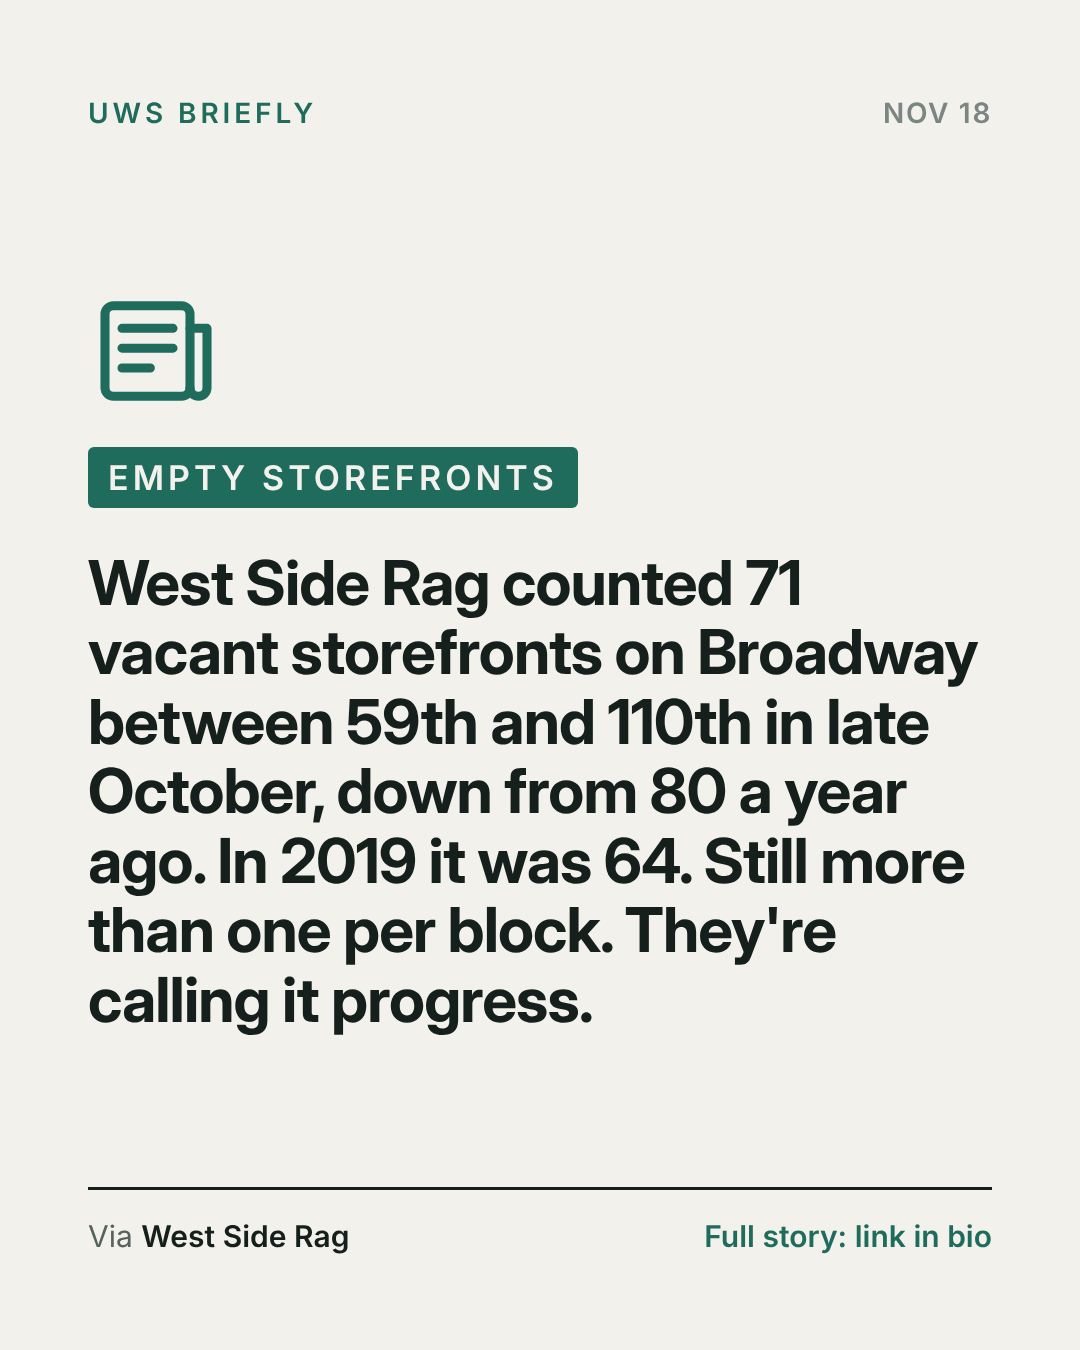 UWS BRIEFLY
NOV 18
EMPTY STOREFRONTS
West Side Rag counted 71
vacant storefronts on Broadway
between 59th and 110th in late
October, down from 80 a year
ago. In 2019 it was 64. Still more
than one per block. They're
calling it progress.
Via West Side Rag
Full story: link in bio